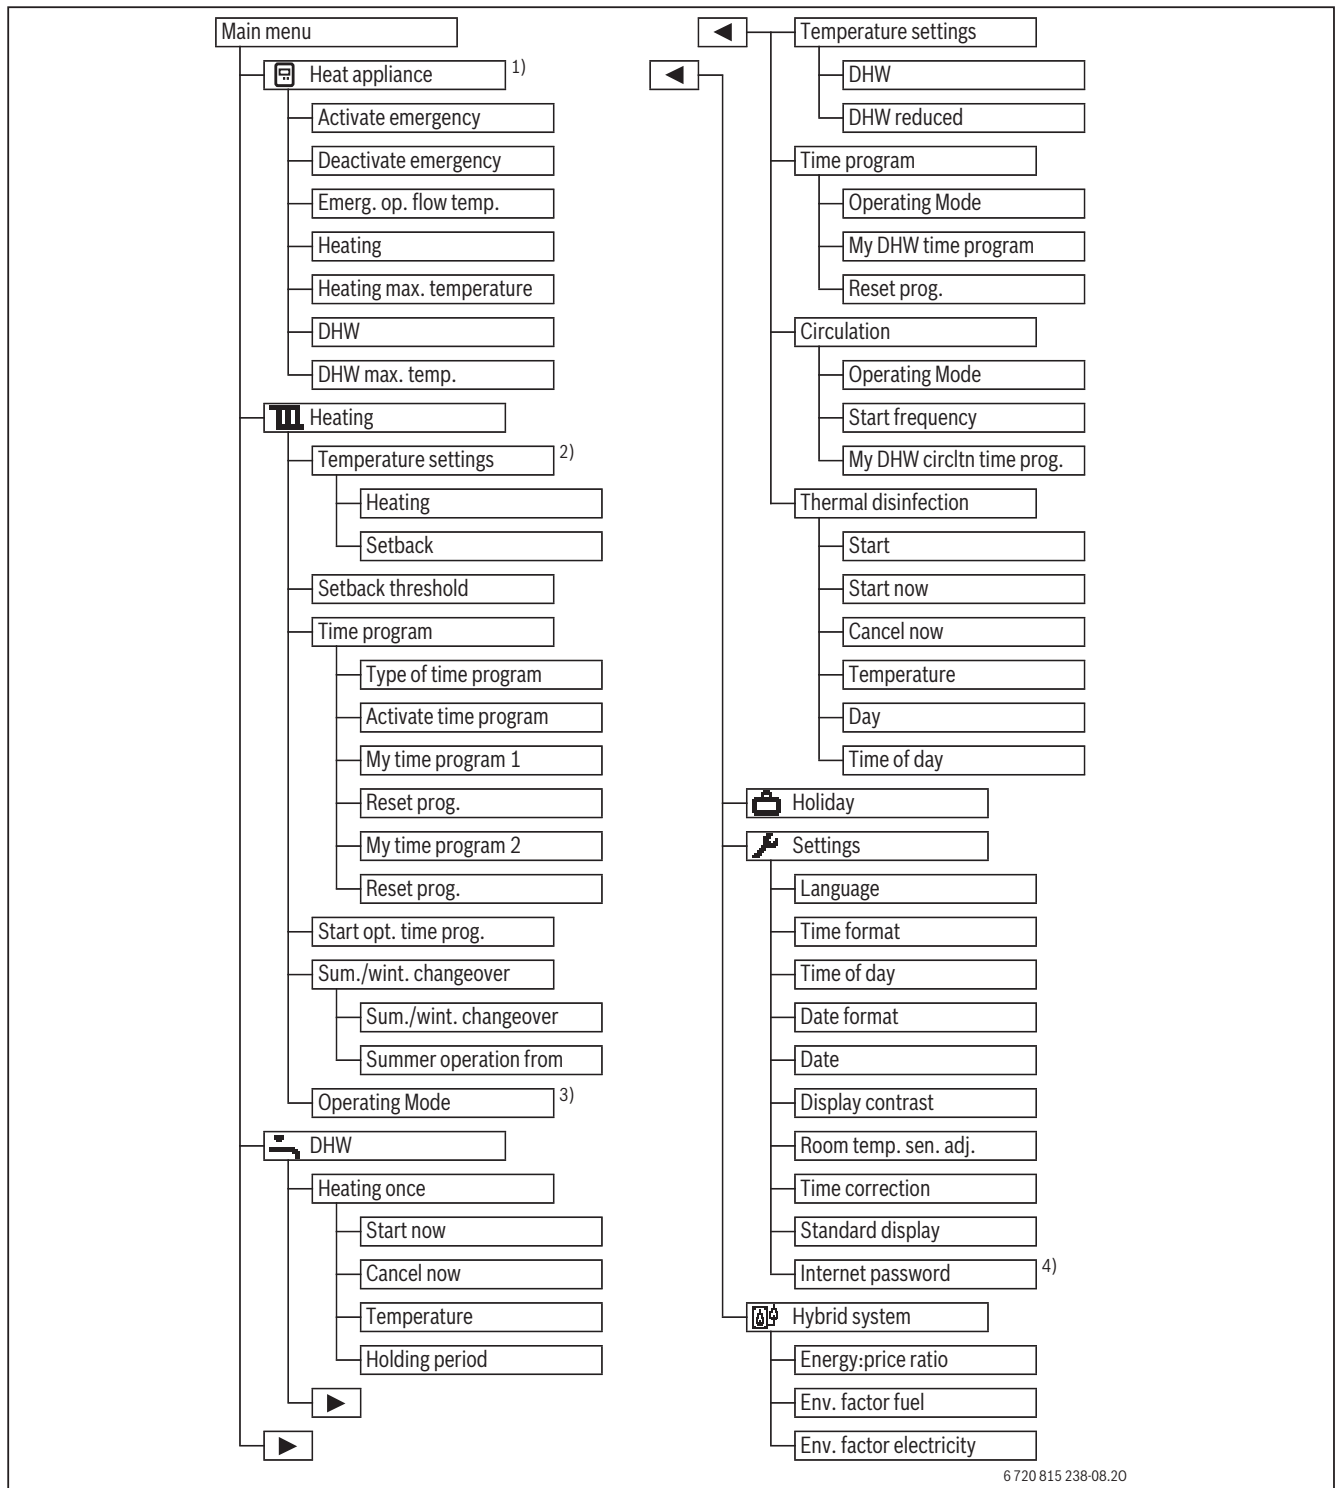 Main menu
Heat appliance 1)
Activate emergency
Deactivate emergency
Emerg. op. flow temp.
Heating
Heating max. temperature
DHW
DHW max. temp.
Heating
Temperature settings 2)
Heating
Setback
Setback threshold
Time program
Type of time program
Activate time program
My time program 1
Reset prog.
My time program 2
Reset prog.
Start opt. time prog.
Sum./wint. changeover
Sum./wint. changeover
Summer operation from
Operating Mode 3)
DHW
Heating once
Start now
Cancel now
Temperature
Holding period
Temperature settings
DHW
DHW reduced
Time program
Operating Mode
My DHW time program
Reset prog.
Circulation
Operating Mode
Start frequency
My DHW circltn time prog.
Thermal disinfection
Start
Start now
Cancel now
Temperature
Day
Time of day
Holiday
Settings
Language
Time format
Time of day
Date format
Date
Display contrast
Room temp. sen. adj.
Time correction
Standard display
Internet password 4)
Hybrid system
Energy:price ratio
Env. factor fuel
Env. factor electricity
6 720 815 238-08.2O